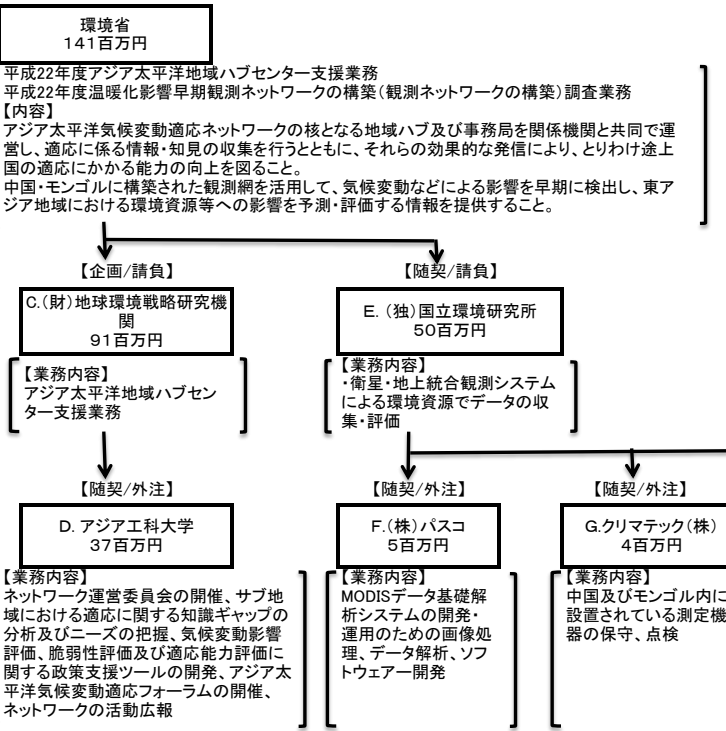 環境省
141百万円
平成22年度アジア太平洋地域ハブセンター支援業務
平成22年度温暖化影響早期観測ネットワークの構築（観測ネットワークの構築）調査業務
【内容】
アジア太平洋気候変動適応ネットワークの核となる地域ハブ及び事務局を関係機関と共同で運
営し、適応に係る情報・知見の収集を行うとともに、それらの効果的な発信により、とりわけ途上
国の適応にかかる能力の向上を図ること。
中国・モンゴルに構築された観測網を活用して、気候変動などによる影響を早期に検出し、東ア
ジア地域における環境資源等への影響を予測・評価する情報を提供すること。
【企画/請負】
C.（財）地球環境戦略研究機
関
91百万円
【業務内容】
アジア太平洋地域ハブセン
ター支援業務
【随契/外注】
D. アジア工科大学
37百万円
【業務内容】
ネットワーク運営委員会の開催、サブ地
域における適応に関する知識ギャップの
分析及びニーズの把握、気候変動影響
評価、脆弱性評価及び適応能力評価に
関する政策支援ツールの開発、アジア太
平洋気候変動適応フォーラムの開催、
ネットワークの活動広報
【随契/請負】
E. （独）国立環境研究所
50百万円
【業務内容】
・衛星・地上統合観測システム
による環境資源でデータの収
集・評価
【随契/外注】
F.（株）パスコ
5百万円
【業務内容】
MODISデータ基礎解
析システムの開発・
運用のための画像処
理、データ解析、ソフ
トウェアー開発
【随契/外注】
G.クリマテック（株）
4百万円
【業務内容】
中国及びモンゴル内に
設置されている測定機
器の保守、点検